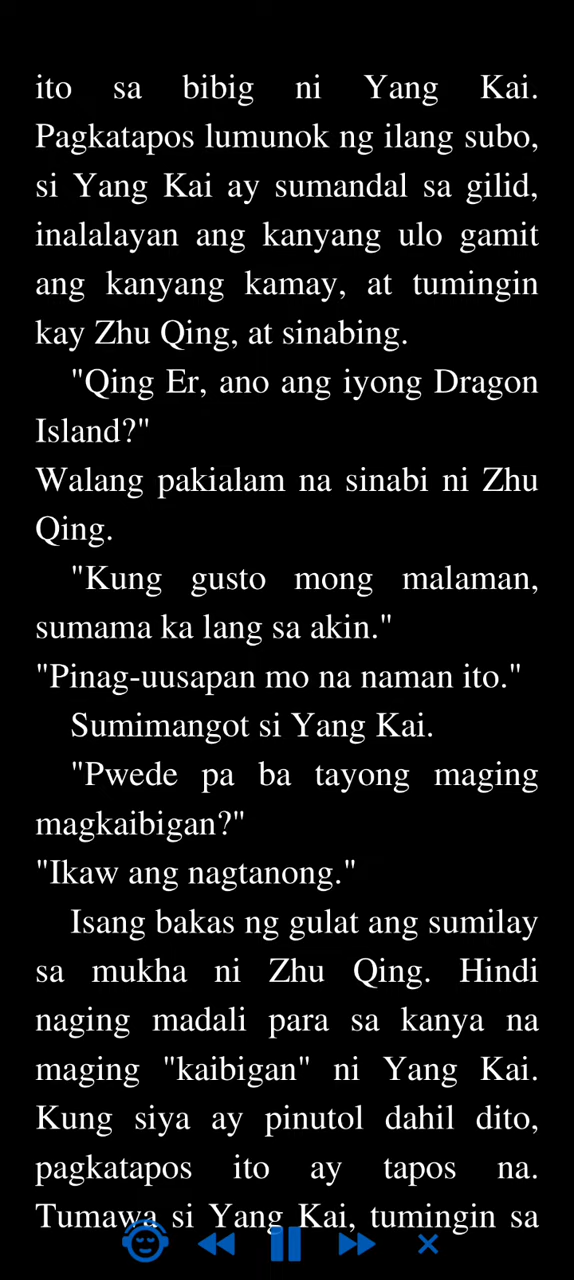 ito sa bibig ni Yang Kai.
Pagkatapos lumunok ng ilang subo,
si Yang Kai ay sumandal sa gilid,
inalalayan ang kanyang ulo gamit
ang kanyang kamay, at tumingin
kay Zhu Qing, at sinabing.
"Qing Er, ano ang iyong Dragon
Island?"
Walang pakialam na sinabi ni Zhu
Qing.
"Kung gusto mong malaman,
sumama ka lang sa akin."
"Pinag-uusapan mo na naman ito."
Sumimangot si Yang Kai.
"Pwede pa ba tayong maging
magkaibigan?"
"Ikaw ang nagtanong."
Isang bakas ng gulat ang sumilay
sa mukha ni Zhu Qing. Hindi
naging madali para sa kanya na
maging "kaibigan" ni Yang Kai.
Kung siya ay pinutol dahil dito,
pagkatapos ito ay tapos na.
Tumawa si Yang Kai, tumingin sa